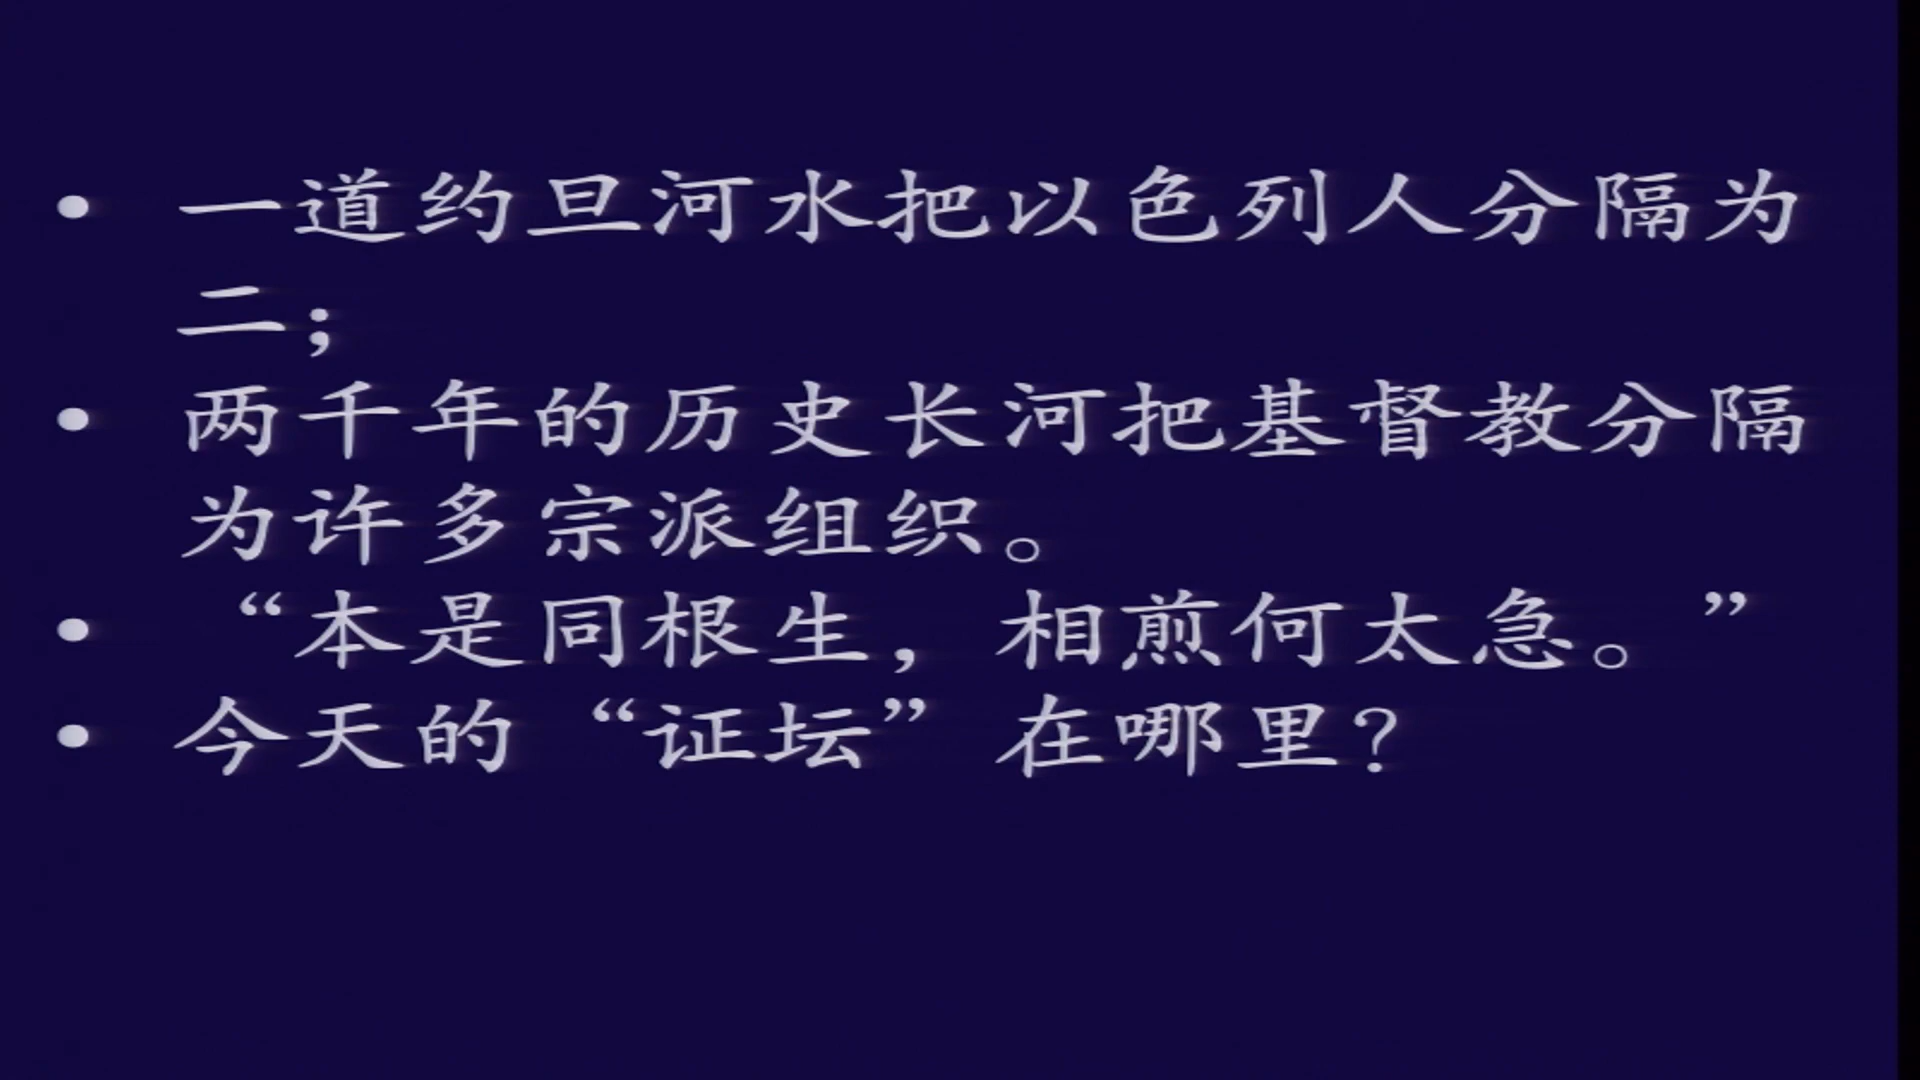 • 一道约旦河水把以色列人分隔为
二；
• 两千年的历史长河把基督教分隔
为许多宗派组织。
• “本是同根生，相煎何太急。”
• 今天的“证坛”在哪里？